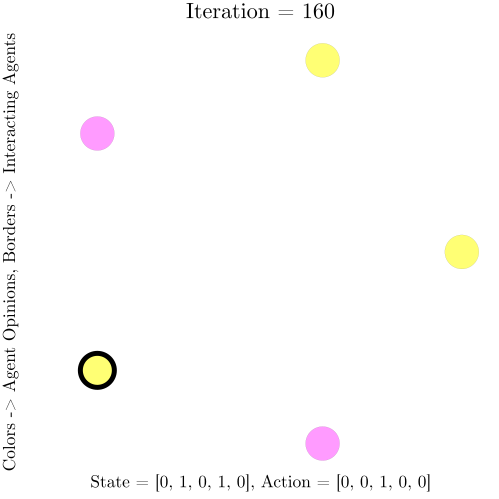 Iteration = 160
Colors -> Agent Opinions, Borders -> Interacting Agents
State = [0, 1, 0, 1, 0], Action = [0, 0, 1, 0, 0]